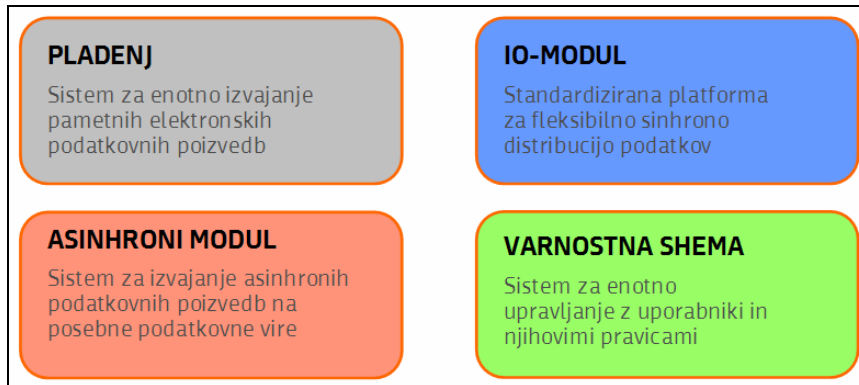 PLADENJ
Sistem za enotno izvajanje
pametnih elektronskih
podatkovnih poizvedb
IO-MODUL
Standardizirana platforma
za fleksibilno sinhrono
distribucijo podatkov
ASINHRONI MODUL
Sistem za izvajanje asinhronih
podatkovnih poizvedb na
posebne podatkovne vire
VARNOSTNA SHEMA
Sistem za enotno
upravljanje z uporabniki in
njihovimi pravicami